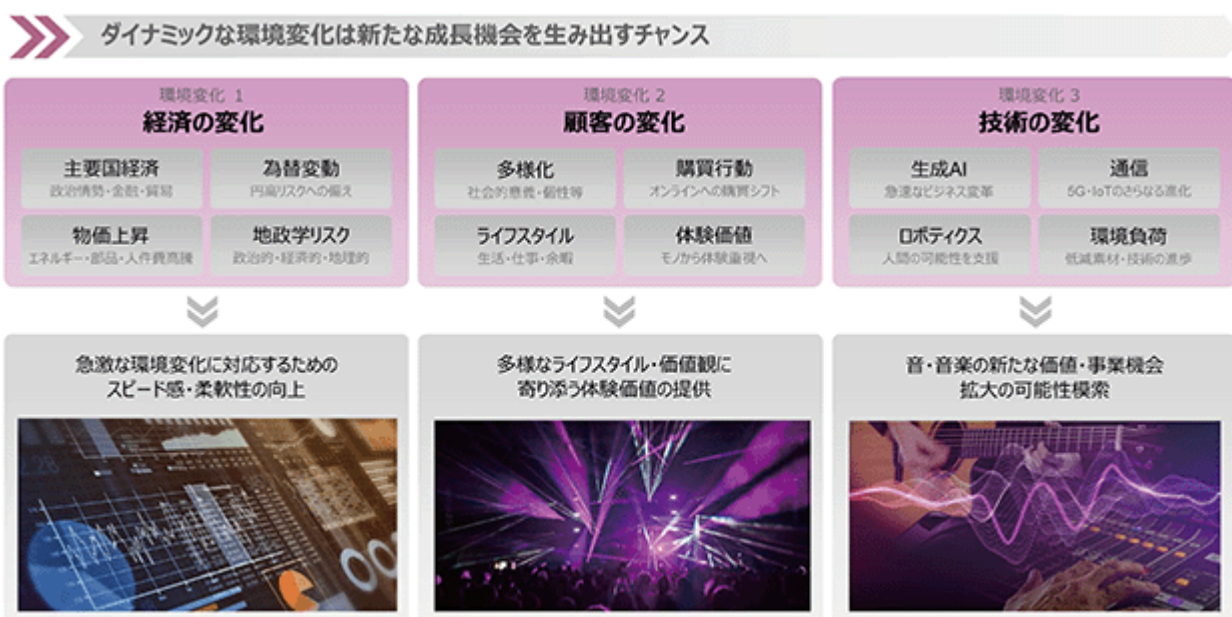 ダイナミックな環境変化は新たな成長機会を生み出すチャンス
環境変化 1
経済の変化
主要国経済
政治情勢・金融・貿易
為替変動
円高リスクへの備え
物価上昇
エネルギー・部品・人件費高騰
地政学リスク
政治的・経済的・地理的
急激な環境変化に対応するための
スピード感・柔軟性の向上
環境変化 2
顧客の変化
多様化
社会的意義・個性等
購買行動
オンラインへの購買シフト
ライフスタイル
生活・仕事・余暇
体験価値
モノから体験重視へ
多様なライフスタイル・価値観に
寄り添う体験価値の提供
環境変化 3
技術の変化
生成AI
急速なビジネス変革
通信
5G・IoTのさらなる進化
ロボティクス
人間の可能性を支援
環境負荷
低減素材・技術の進歩
音・音楽の新たな価値・事業機会
拡大の可能性模索